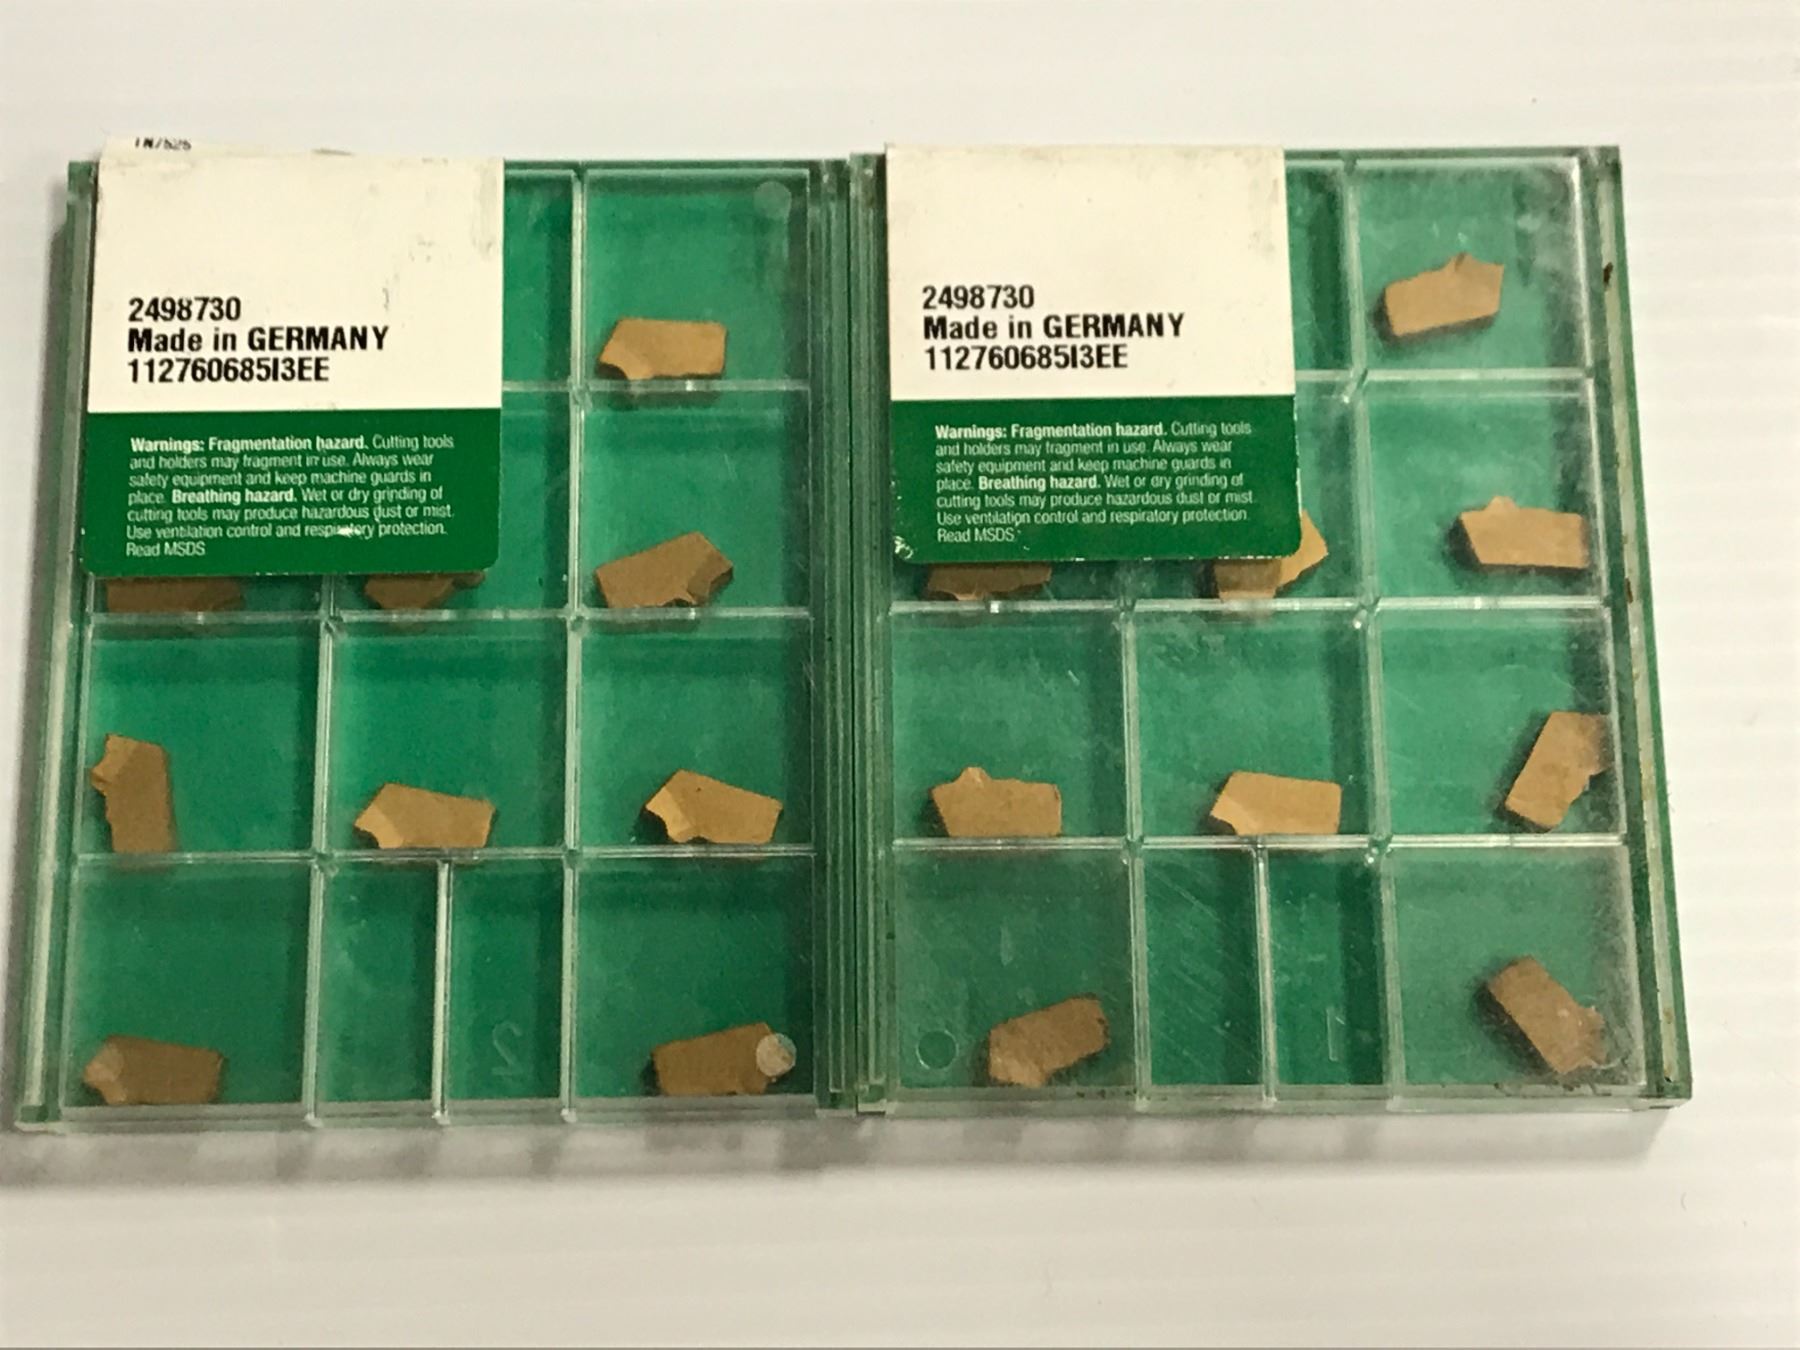 TN7525
2498730
Made in GERMANY
112760685I3EE
Warnings: Fragmentation hazard. Cutting tools
and holders may fragment in use. Always wear
safety equipment and keep machine guards in
place. Breathing hazard. Wet or dry grinding of
cutting tools may produce hazardous dust or mist.
Use ventilation control and respiratory protection.
Read MSDS
2498730
Made in GERMANY
112760685I3EE
Warnings: Fragmentation hazard. Cutting tools
and holders may fragment in use. Always wear
safety equipment and keep machine guards in
place. Breathing hazard. Wet or dry grinding of
cutting tools may produce hazardous dust or mist.
Use ventilation control and respiratory protection.
Read MSDS.